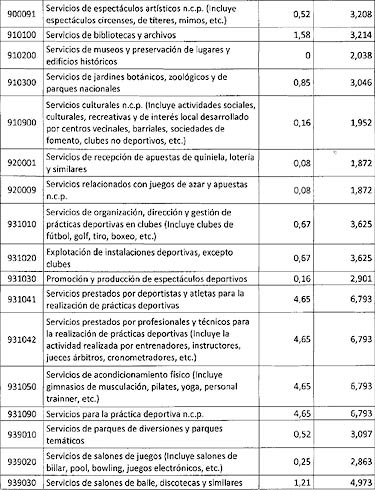 900091 Servicios de espectáculos artísticos n.c.p. (Incluye 0,52 3,208
espectáculos circenses, de títeres, mimos, etc.)
910100 Servicios de bibliotecas y archivos 1,58 3,214
910200 Servicios de museos y preservación de lugares y 0 2,038
edificios históricos
910300 Servicios de jardines botánicos, zoológicos y de 0,85 3,046
parques nacionales
910900 Servicios culturales n.c.p. (Incluye actividades sociales, 0,16 1,952
culturales, recreativas y de interés local desarrollado
por centros vecinales, barriales, sociedades de
fomento, clubes no deportivos, etc.)
920001 Servicios de recepción de apuestas de quiniela, lotería 0,08 1,872
y similares
920009 Servicios relacionados con juegos de azar y apuestas 0,08 1,872
n.c.p.
931010 Servicios de organización, dirección y gestión de 0,67 3,625
prácticas deportivas en clubes (Incluye clubes de
fútbol, golf, tiro, boxeo, etc.)
931020 Explotación de instalaciones deportivas, excepto 0,67 3,625
clubes
931030 Promoción y producción de espectáculos deportivos 0,16 2,901
931041 Servicios prestados por deportistas y atletas para la 4,65 6,793
realización de prácticas deportivas
931042 Servicios prestados por profesionales y técnicos para 4,65 6,793
la realización de prácticas deportivas (Incluye la
actividad realizada por entrenadores, instructores,
jueces árbitros, cronometradores, etc.)
931050 Servicios de acondicionamiento físico (Incluye 4,65 6,793
gimnasios de musculación, pilates, yoga, personal
trainner, etc.)
931090 Servicios para la práctica deportiva n.c.p. 4,65 6,793
939010 Servicios de parques de diversiones y parques 0,52 3,097
temáticos
939020 Servicios de salones de juegos (Incluye salones de 0,25 2,863
billar, pool, bowling, juegos electrónicos, etc.)
939030 Servicios de salones de baile, discotecas y similares 1,21 4,973